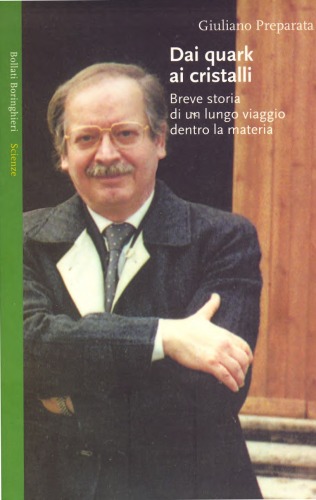 Giuliano Preparata
Dai quark
ai cristalli
Breve storia
di un lungo viaggio
dentro la materia
Bollati Boringhieri Scienze